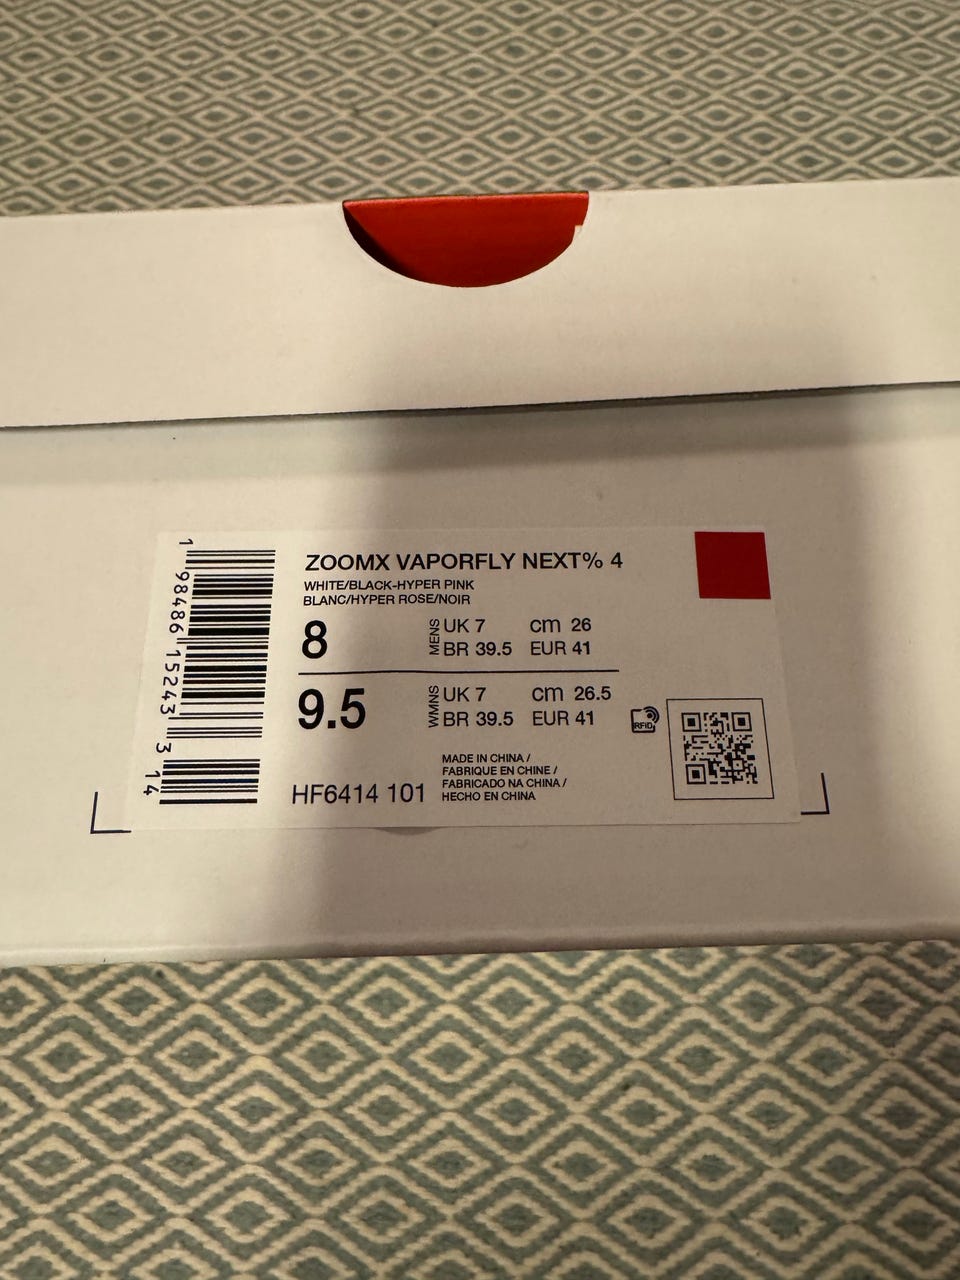 ZOOMX VAPORFLY NEXT% 4
WHITE/BLACK-HYPER PINK
BLANC/HYPER ROSE/NOIR
8 MENS UK 7 cm 26
BR 39.5 EUR 41
9.5 WMNS UK 7 cm 26.5
BR 39.5 EUR 41
RFID
HF6414 101
MADE IN CHINA /
FABRIQUE EN CHINE /
FABRICADO NA CHINA /
HECHO EN CHINA
1 98486 15243 3 14